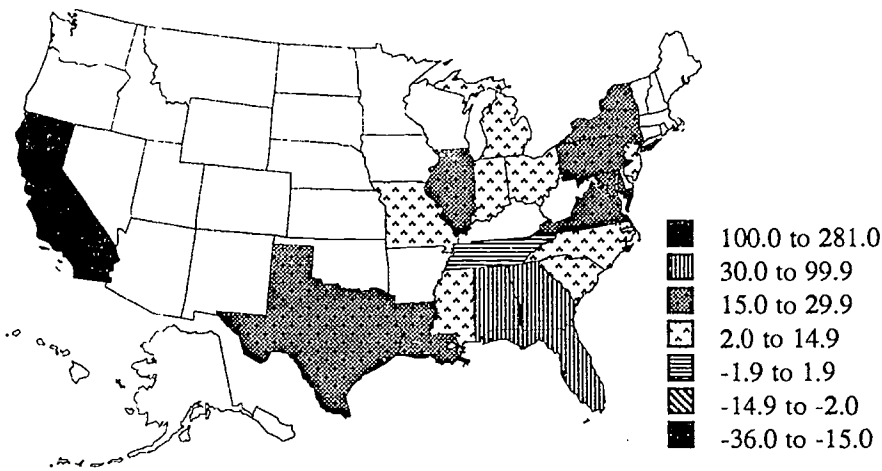 100.0 to 281.0
30.0 to 99.9
15.0 to 29.9
2.0 to 14.9
-1.9 to 1.9
-14.9 to -2.0
-36.0 to -15.0